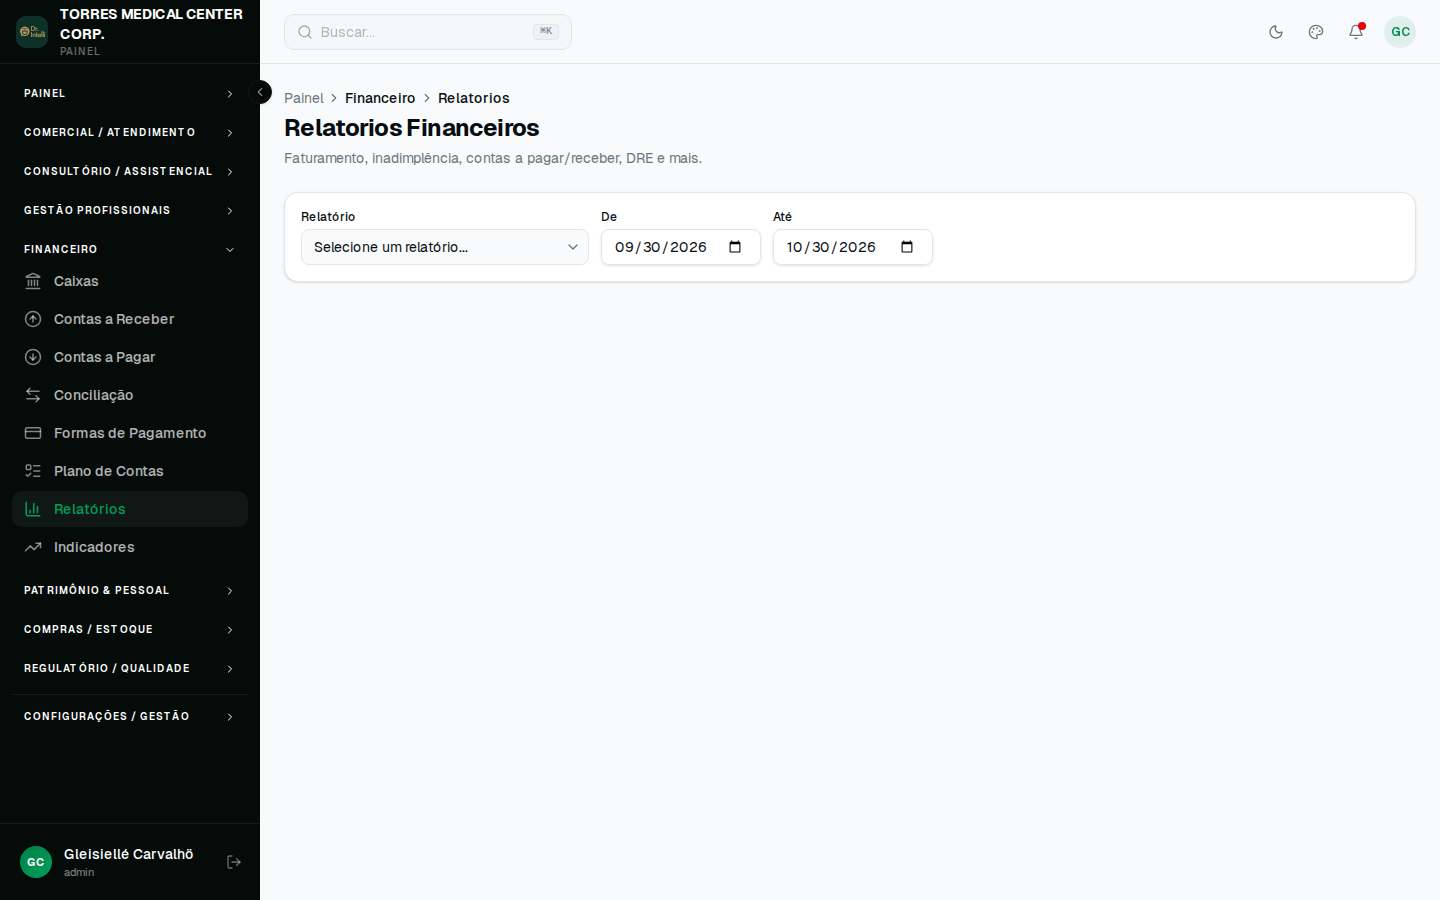 Dr.
Intelli
TORRES MEDICAL CENTER
CORP.
PAINEL
PAINEL
COMERCIAL / ATENDIMENTO
CONSULTÓRIO / ASSISTENCIAL
GESTÃO PROFISSIONAIS
FINANCEIRO
Caixas
Contas a Receber
Contas a Pagar
Conciliação
Formas de Pagamento
Plano de Contas
Relatórios
Indicadores
PATRIMÔNIO & PESSOAL
COMPRAS / ESTOQUE
REGULATÓRIO / QUALIDADE
CONFIGURAÇÕES / GESTÃO
GC
Gleisiellé Carvalhö
admin
Buscar...
⌘K
GC
Painel > Financeiro > Relatorios
Relatorios Financeiros
Faturamento, inadimplência, contas a pagar/receber, DRE e mais.
Relatório De Até
Selecione um relatório... 09/30/2026 10/30/2026